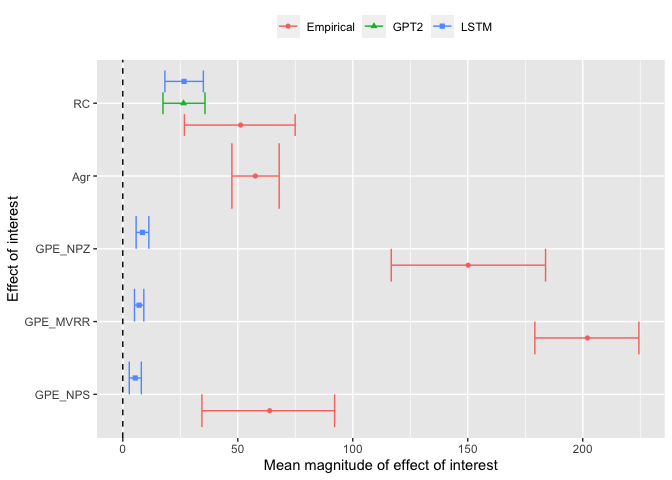 Empirical GPT2 LSTM
Effect of interest
RC
Agr
GPE_NPZ
GPE_MVRR
GPE_NPS
0 50 100 150 200
Mean magnitude of effect of interest